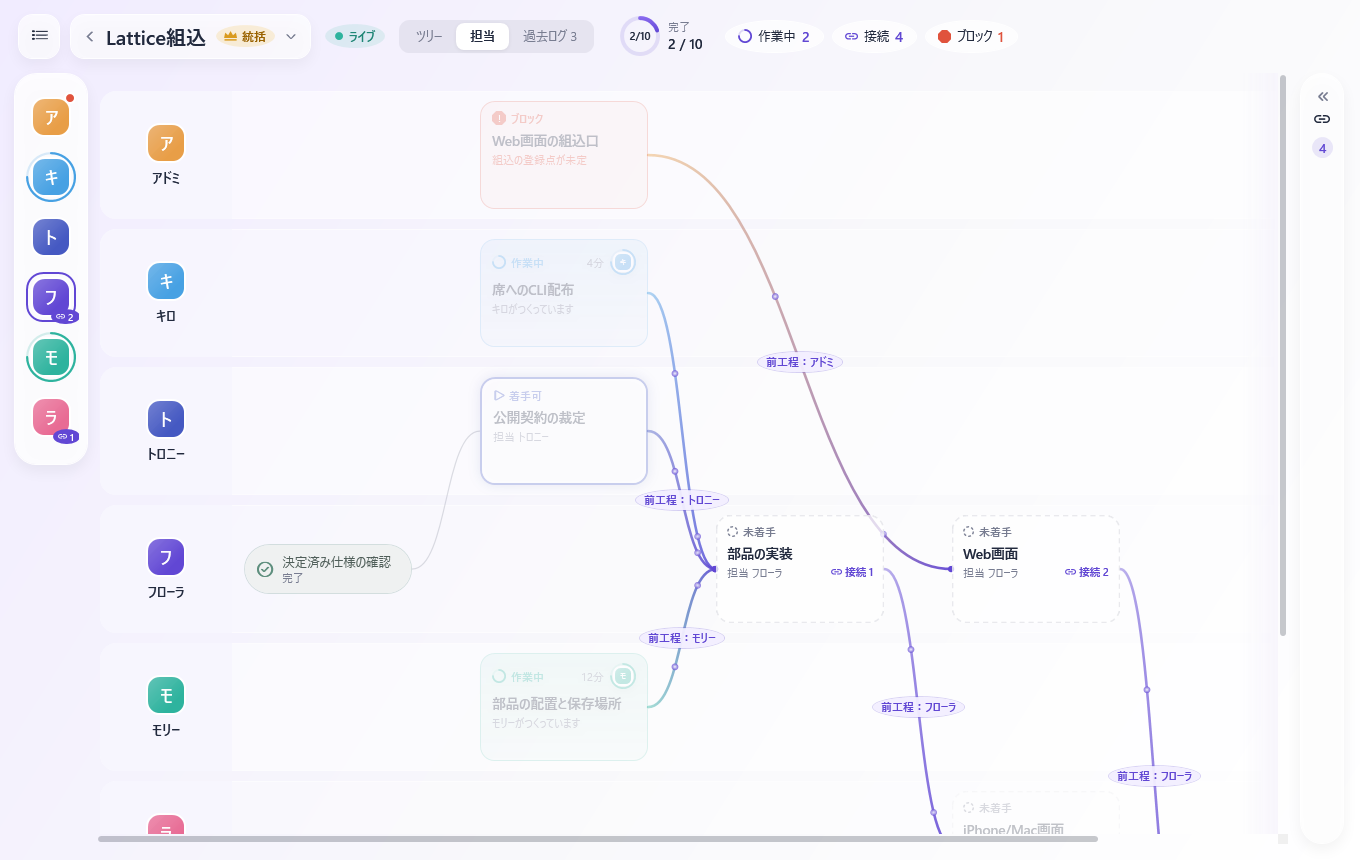 Lattice組込
統括
ライブ
ツリー
担当
過去ログ 3
2/10
完了
2 / 10
作業中 2
接続 4
ブロック 1
ア
キ
ト
フ
2
モ
ラ
1
4
ア
アドミ
ブロック
Web画面の組込口
組込の登録点が未定
キ
キロ
作業中
4分
席へのCLI配布
キロがつくっています
前工程：アドミ
ト
トロニー
着手可
公開契約の裁定
担当 トロニー
前工程：トロニー
フ
フローラ
決定済み仕様の確認
完了
未着手
部品の実装
担当 フローラ
接続 1
未着手
Web画面
担当 フローラ
接続 2
前工程：モリー
モ
モリー
作業中
12分
モ
部品の配置と保存場所
モリーがつくっています
前工程：フローラ
前工程：フローラ
ラ
未着手
iPhone/Mac画面